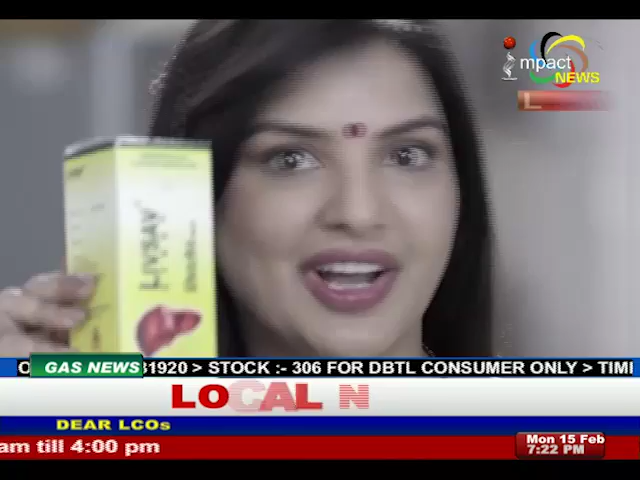 mpact
NEWS
L
LIVSAV
GAS NEWS
31920 > STOCK :- 306 FOR DBTL CONSUMER ONLY > TIMI
LOCAL N
DEAR LCOs
am till 4:00 pm
Mon 15 Feb
7:22 PM